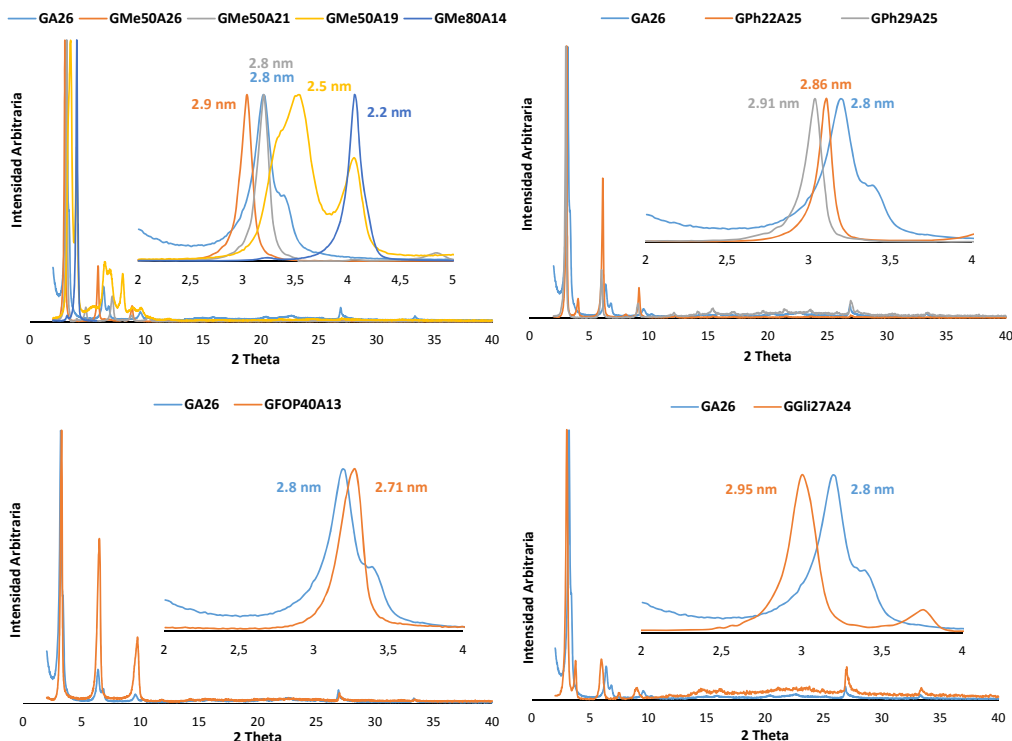 GA26 GMe50A26 GMe50A21 GMe50A19 GMe80A14
Intensidad Arbitraria
2.8 nm
2.8 nm
2.9 nm
2.5 nm
2.2 nm
2 2,5 3 3,5 4 4,5 5
0 5 10 15 20 25 30 35 40
2 Theta
GA26 GPh22A25 GPh29A25
Intensidad Arbitraria
2.86 nm
2.91 nm
2.8 nm
2 2,5 3 3,5 4
0 5 10 15 20 25 30 35 40
2 Theta
GA26 GFOP40A13
Intensidad Arbitraria
2.8 nm 2.71 nm
2 2,5 3 3,5 4
0 5 10 15 20 25 30 35 40
2 Theta
GA26 GGli27A24
Intensidad Arbitraria
2.95 nm 2.8 nm
2 2,5 3 3,5 4
0 5 10 15 20 25 30 35 40
2 Theta